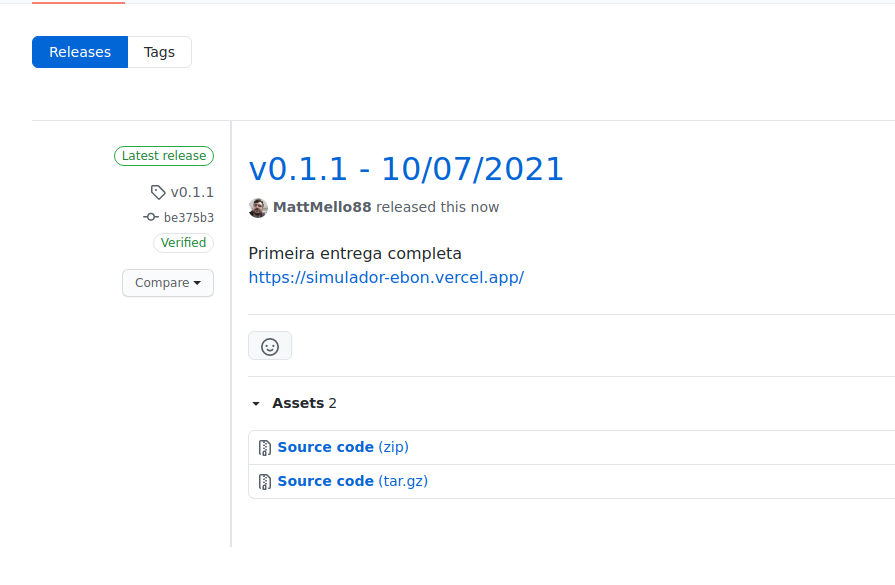 Releases Tags
Latest release
v0.1.1
be375b3
Verified
Compare
v0.1.1 - 10/07/2021
MattMello88 released this now
Primeira entrega completa
https://simulador-ebon.vercel.app/
Assets 2
Source code (zip)
Source code (tar.gz)